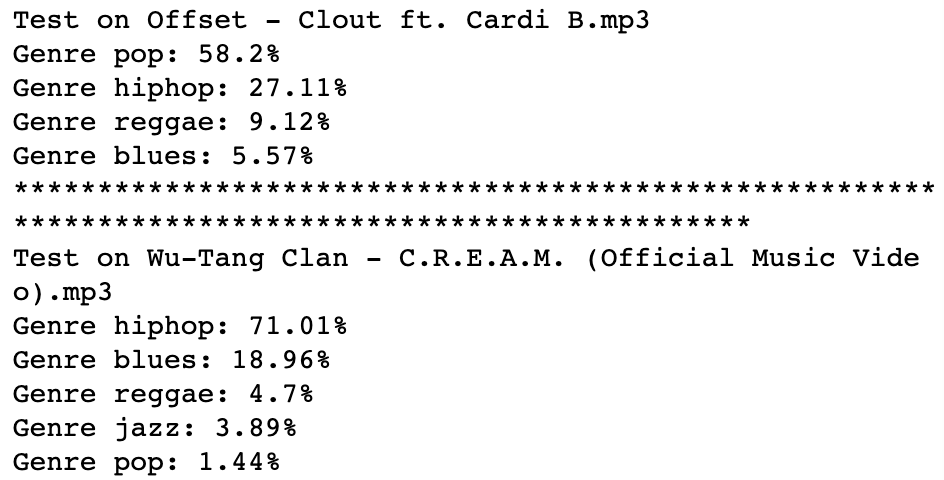 Test on Offset - Clout ft. Cardi B.mp3
Genre pop: 58.2%
Genre hiphop: 27.11%
Genre reggae: 9.12%
Genre blues: 5.57%
*******************************************************
********************************************
Test on Wu-Tang Clan - C.R.E.A.M. (Official Music Vide
o).mp3
Genre hiphop: 71.01%
Genre blues: 18.96%
Genre reggae: 4.7%
Genre jazz: 3.89%
Genre pop: 1.44%